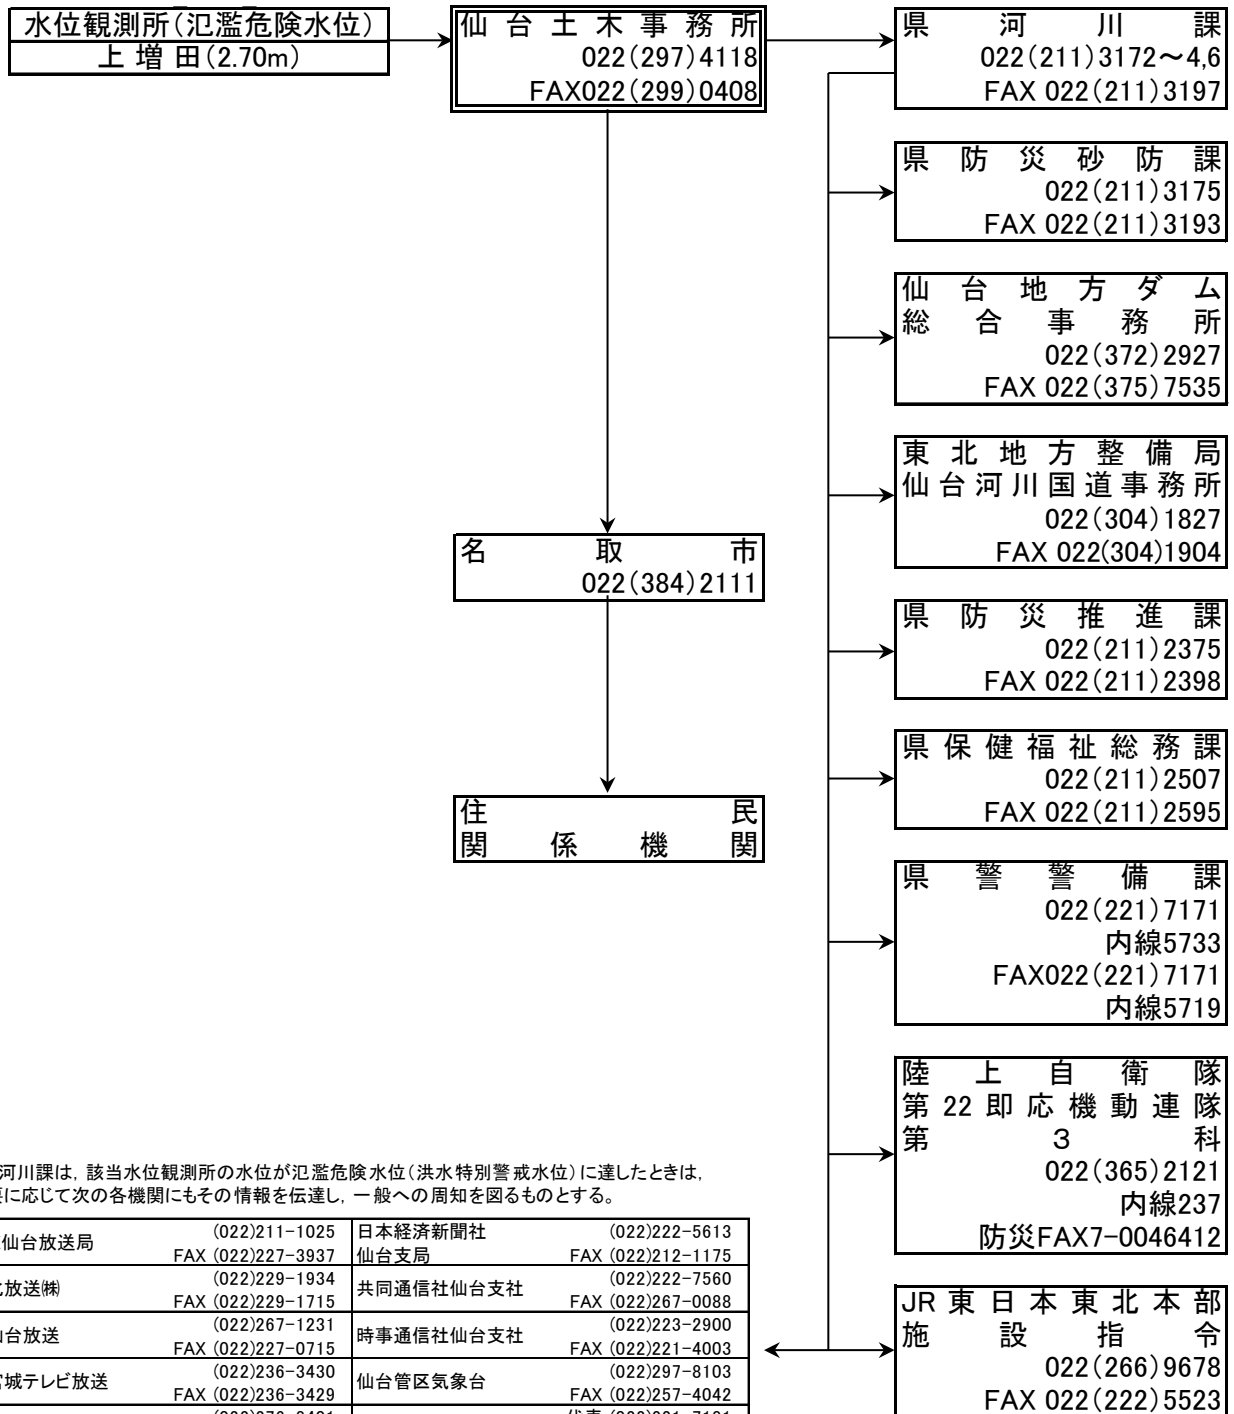 水位観測所(氾濫危険水位)
上増田(2.70m)
仙台土木事務所
022(297)4118
FAX022(299)0408
県河川課
022(211)3172～4,6
FAX 022(211)3197
県防災砂防課
022(211)3175
FAX 022(211)3193
仙台地方ダム
総合事務所
022(372)2927
FAX 022(375)7535
東北地方整備局
仙台河川国道事務所
022(304)1827
FAX 022(304)1904
名取市
022(384)2111
県防災推進課
022(211)2375
FAX 022(211)2398
県保健福祉総務課
022(211)2507
FAX 022(211)2595
住民
関係機関
県警警備課
022(221)7171
内線5733
FAX022(221)7171
内線5719
陸上自衛隊
第22即応機動連隊
第3科
022(365)2121
内線237
防災FAX7-0046412
JR東日本東北本部
施設指令
022(266)9678
FAX 022(222)5523
河川課は，該当水位観測所の水位が氾濫危険水位(洪水特別警戒水位)に達したときは，
に応じて次の各機関にもその情報を伝達し，一般への周知を図るものとする。
仙台放送局 (022)211-1025
FAX (022)227-3937
日本経済新聞社 (022)222-5613
仙台支局 FAX (022)212-1175
放送㈱ (022)229-1934
FAX (022)229-1715
共同通信社仙台支社 (022)222-7560
FAX (022)267-0088
台放送 (022)267-1231
FAX (022)227-0715
時事通信社仙台支社 (022)223-2900
FAX (022)221-4003
城テレビ放送 (022)236-3430
FAX (022)236-3429
仙台管区気象台 (022)297-8103
FAX (022)257-4042